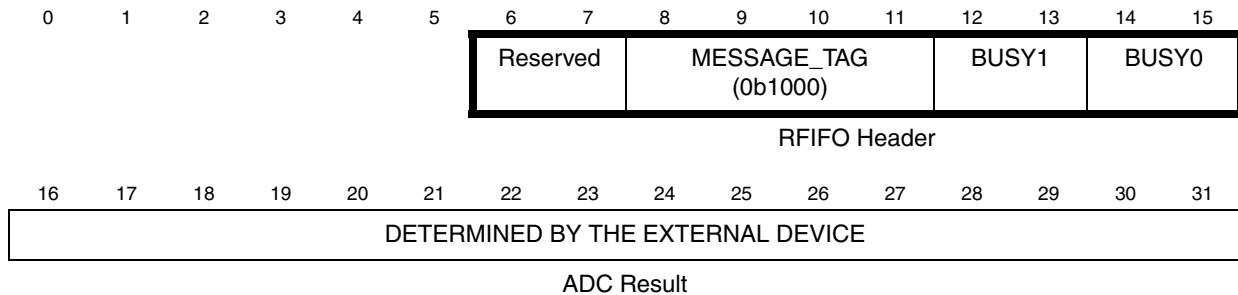 0 1 2 3 4 5 6 7 8 9 10 11 12 13 14 15
Reserved MESSAGE_TAG BUSY1 BUSY0
(0b1000)
RFIFO Header
16 17 18 19 20 21 22 23 24 25 26 27 28 29 30 31
DETERMINED BY THE EXTERNAL DEVICE
ADC Result